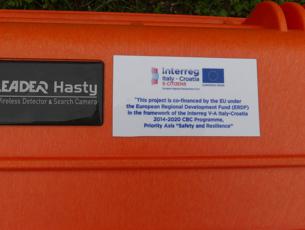 LEADER Hasty
Wireless Detector & Search Camera
Interreg
Italy - Croatia
EUROPEAN UNION
"This project is co-financed by the EU under
the European Regional Development Fund (ERDF)
in the framework of the Interreg V-A Italy-Croatia
2014-2020 CBC Programme,
Priority Axis "Safety and Resilience"